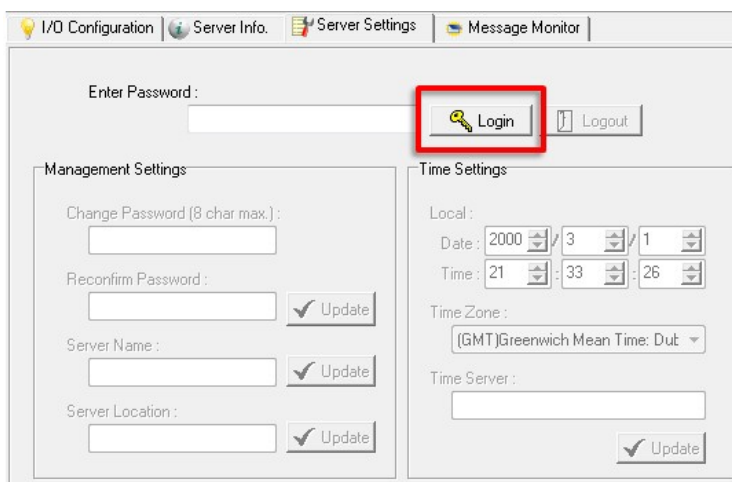 I/O Configuration Server Info. Server Settings Message Monitor
Enter Password :
Login Logout
Management Settings
Change Password (8 char max.) :
Reconfirm Password :
Update
Server Name :
Update
Server Location :
Update
Time Settings
Local :
Date : 2000 / 3 / 1
Time : 21 : 33 : 26
Time Zone :
(GMT)Greenwich Mean Time: Dub
Time Server :
Update